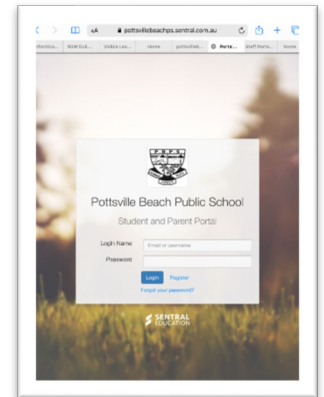 AA pottsvillebeachps.sentral.com.au
Home
P B P S
Pottsville Beach Public School
Student and Parent Portal
Login Name Email or username
Password
Login Register
Forgot your password?
SENTRAL
EDUCATION